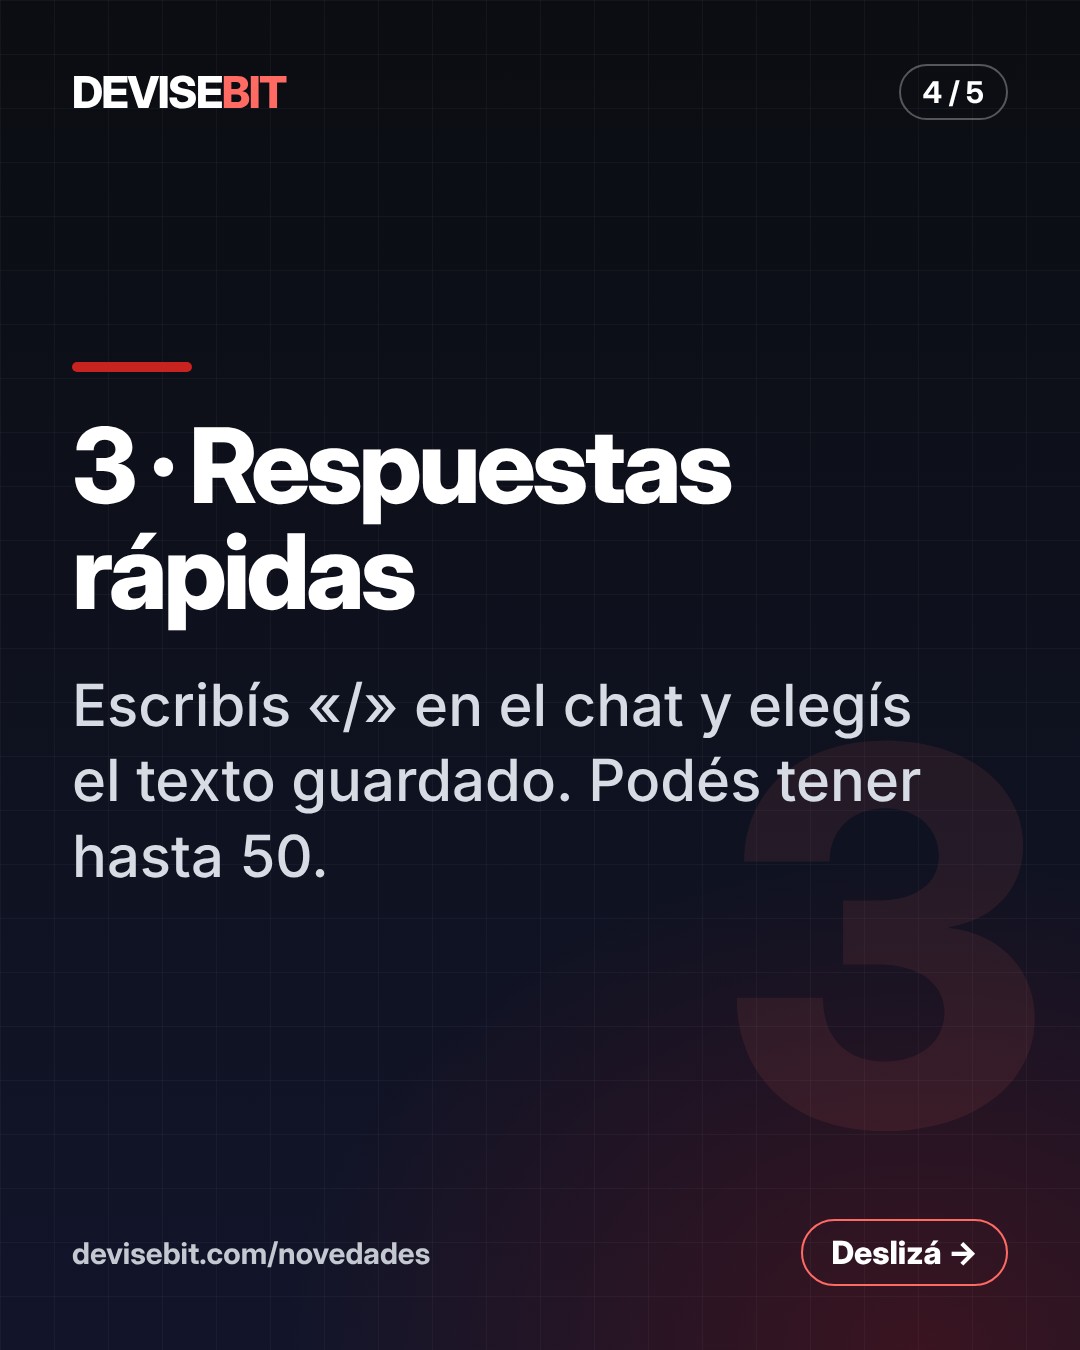 DEVISEBIT
4 / 5
3 · Respuestas
rápidas
Escribís «/» en el chat y elegís
el texto guardado. Podés tener
hasta 50.
3
devisebit.com/novedades
Deslizá →